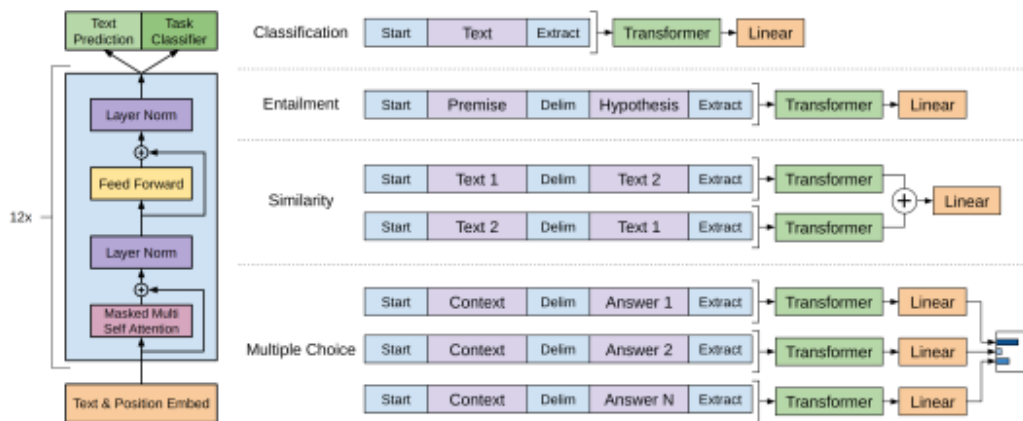 Text Prediction
Task Classifier
12x
Layer Norm
Feed Forward
Layer Norm
Masked Multi
Self Attention
Text & Position Embed
Classification
Start Text Extract Transformer Linear
Entailment
Start Premise Delim Hypothesis Extract Transformer Linear
Similarity
Start Text 1 Delim Text 2 Extract Transformer
Linear
Start Text 2 Delim Text 1 Extract Transformer
Multiple Choice
Start Context Delim Answer 1 Extract Transformer Linear
Start Context Delim Answer 2 Extract Transformer Linear
Start Context Delim Answer N Extract Transformer Linear